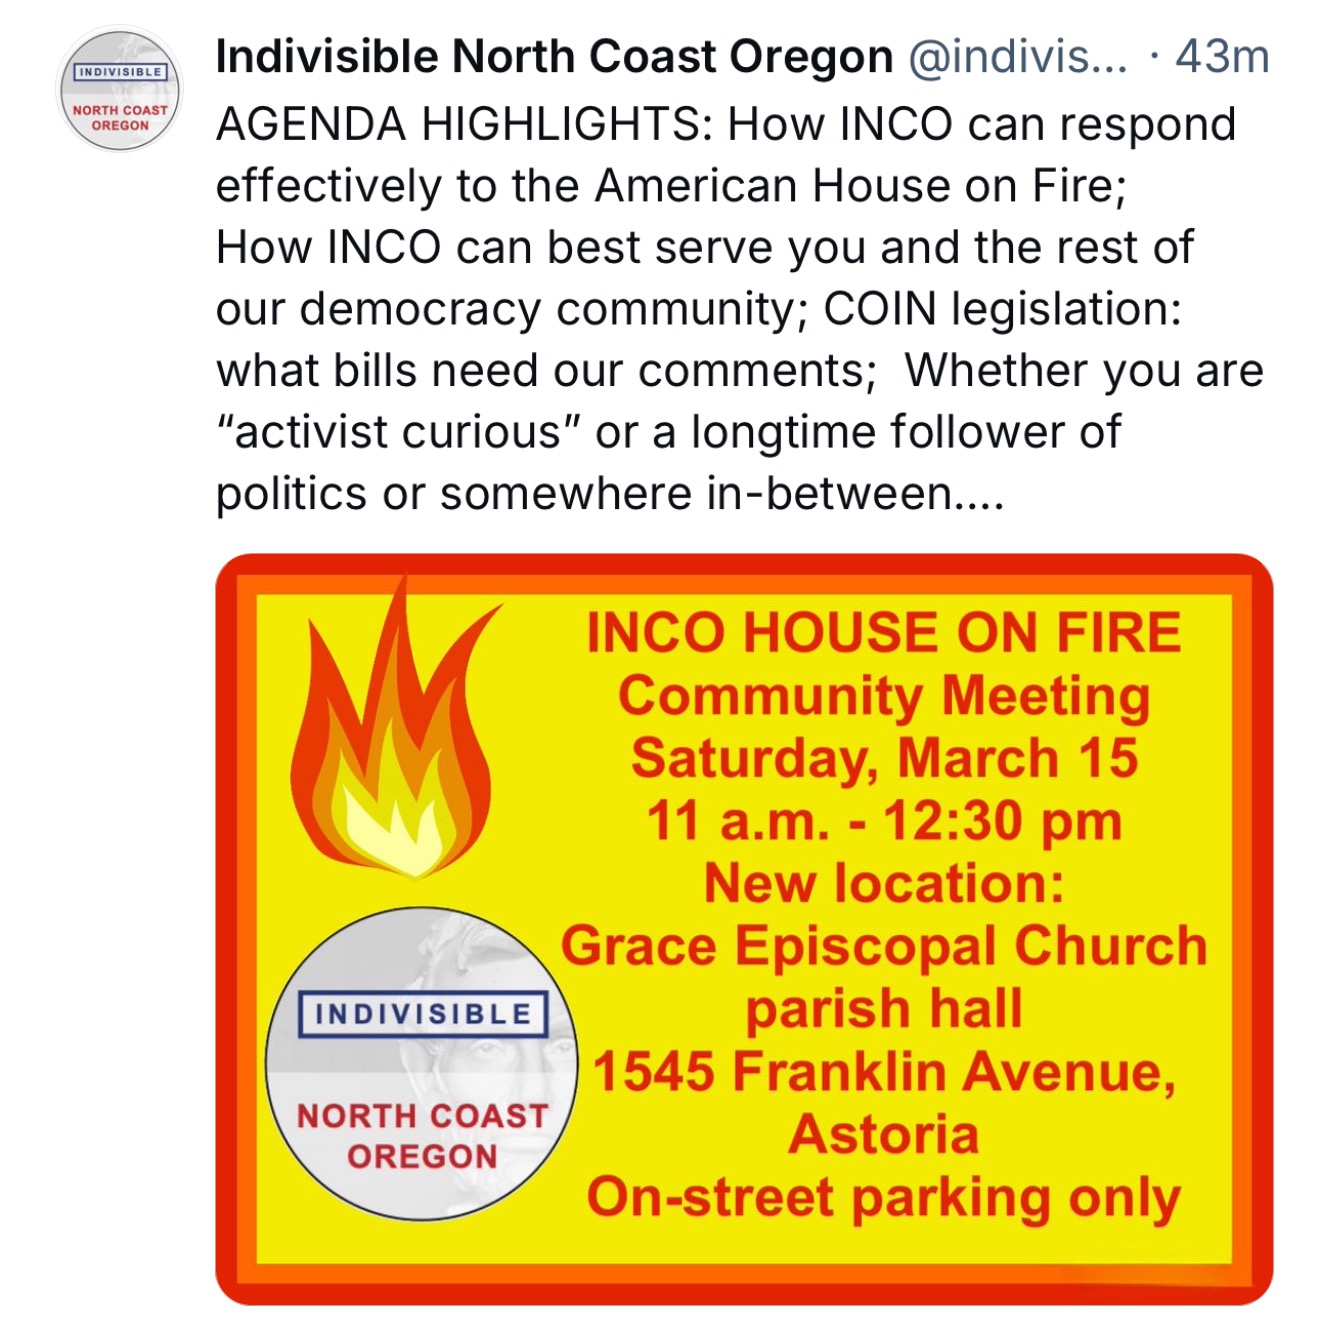 INDIVISIBLE
NORTH COAST
OREGON
Indivisible North Coast Oregon @indivis... · 43m
AGENDA HIGHLIGHTS: How INCO can respond
effectively to the American House on Fire;
How INCO can best serve you and the rest of
our democracy community; COIN legislation:
what bills need our comments;  Whether you are
“activist curious” or a longtime follower of
politics or somewhere in-between....
INCO HOUSE ON FIRE
Community Meeting
Saturday, March 15
11 a.m. - 12:30 pm
New location:
Grace Episcopal Church
parish hall
1545 Franklin Avenue,
Astoria
On-street parking only
INDIVISIBLE
NORTH COAST
OREGON